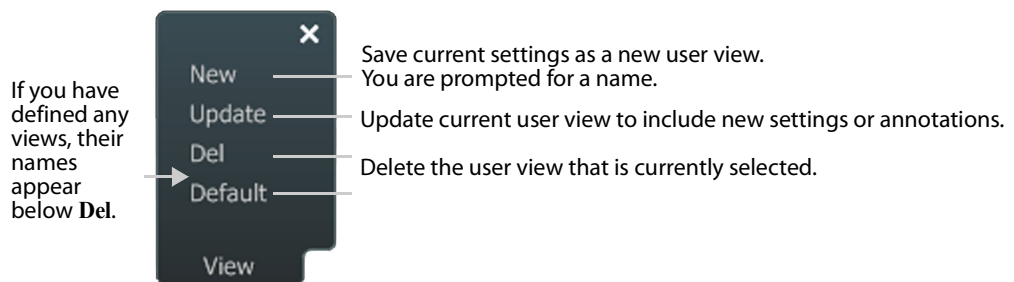 If you have
defined any
views, their
names
appear
below Del.
×
New
Update
Del
Default
View
Save current settings as a new user view.
You are prompted for a name.
Update current user view to include new settings or annotations.
Delete the user view that is currently selected.